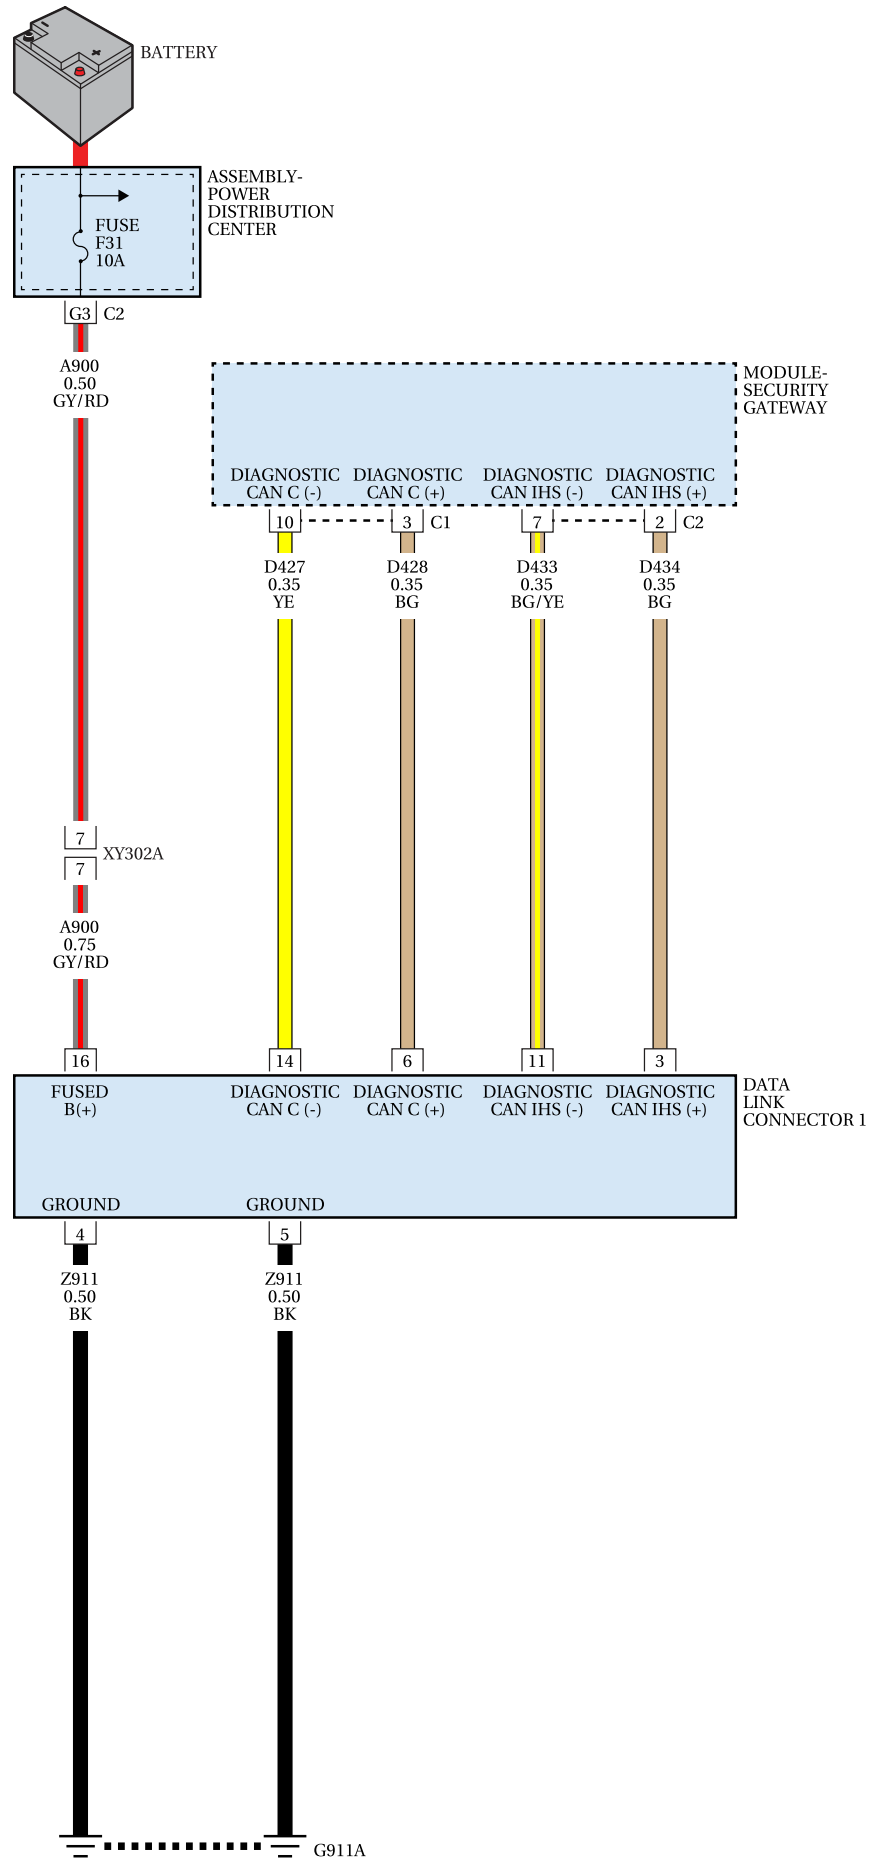 BATTERY
ASSEMBLY-
POWER
DISTRIBUTION
CENTER
FUSE
F31
10A
G3 C2
A900
0.50
GY/RD
MODULE-
SECURITY
GATEWAY
DIAGNOSTIC
CAN C (-)
DIAGNOSTIC
CAN C (+)
DIAGNOSTIC
CAN IHS (-)
DIAGNOSTIC
CAN IHS (+)
10 3 C1 7 2 C2
D427
0.35
YE
D428
0.35
BG
D433
0.35
BG/YE
D434
0.35
BG
7
XY302A
7
A900
0.75
GY/RD
16 14 6 11 3
FUSED
B(+)
DIAGNOSTIC
CAN C (-)
DIAGNOSTIC
CAN C (+)
DIAGNOSTIC
CAN IHS (-)
DIAGNOSTIC
CAN IHS (+)
DATA
LINK
CONNECTOR 1
GROUND GROUND
4 5
Z911
0.50
BK
Z911
0.50
BK
G911A